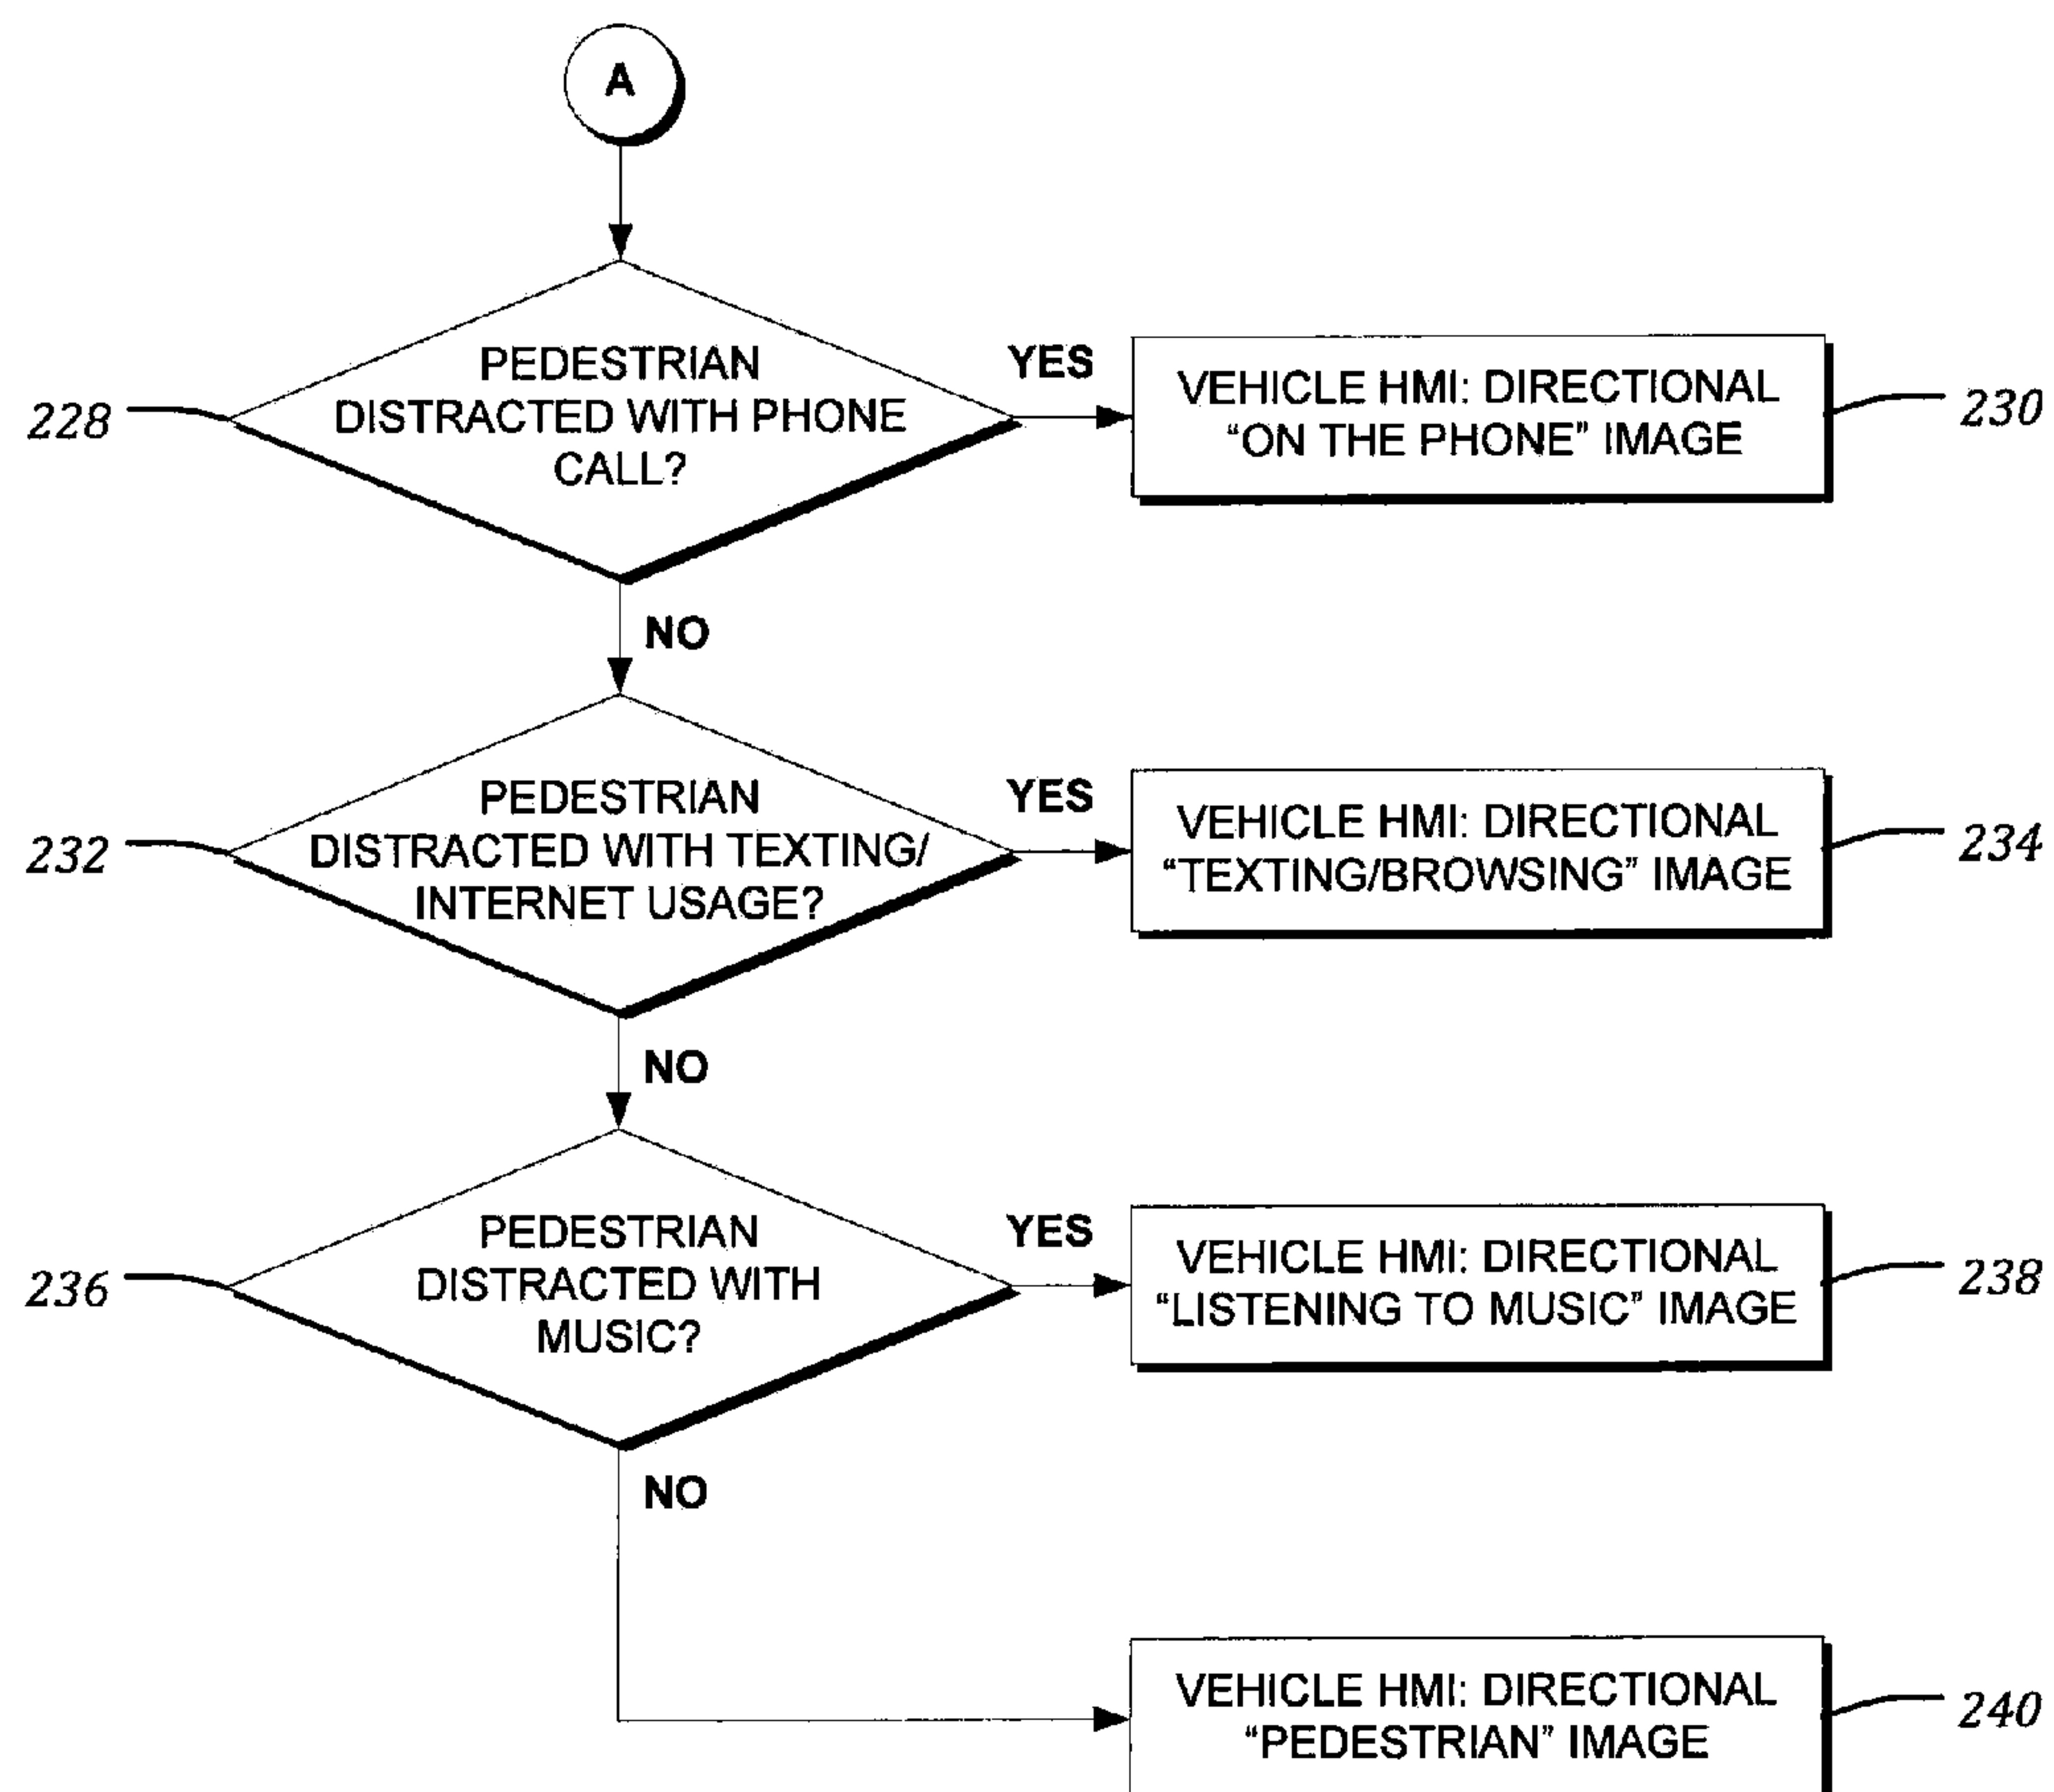 A
PEDESTRIAN
DISTRACTED WITH PHONE
CALL?
228
YES
VEHICLE HMI: DIRECTIONAL
“ON THE PHONE” IMAGE
230
NO
PEDESTRIAN
DISTRACTED WITH TEXTING/
INTERNET USAGE?
232
YES
VEHICLE HMI: DIRECTIONAL
“TEXTING/BROWSING” IMAGE
234
NO
PEDESTRIAN
DISTRACTED WITH
MUSIC?
236
YES
VEHICLE HMI: DIRECTIONAL
“LISTENING TO MUSIC” IMAGE
238
NO
VEHICLE HMI: DIRECTIONAL
“PEDESTRIAN” IMAGE
240